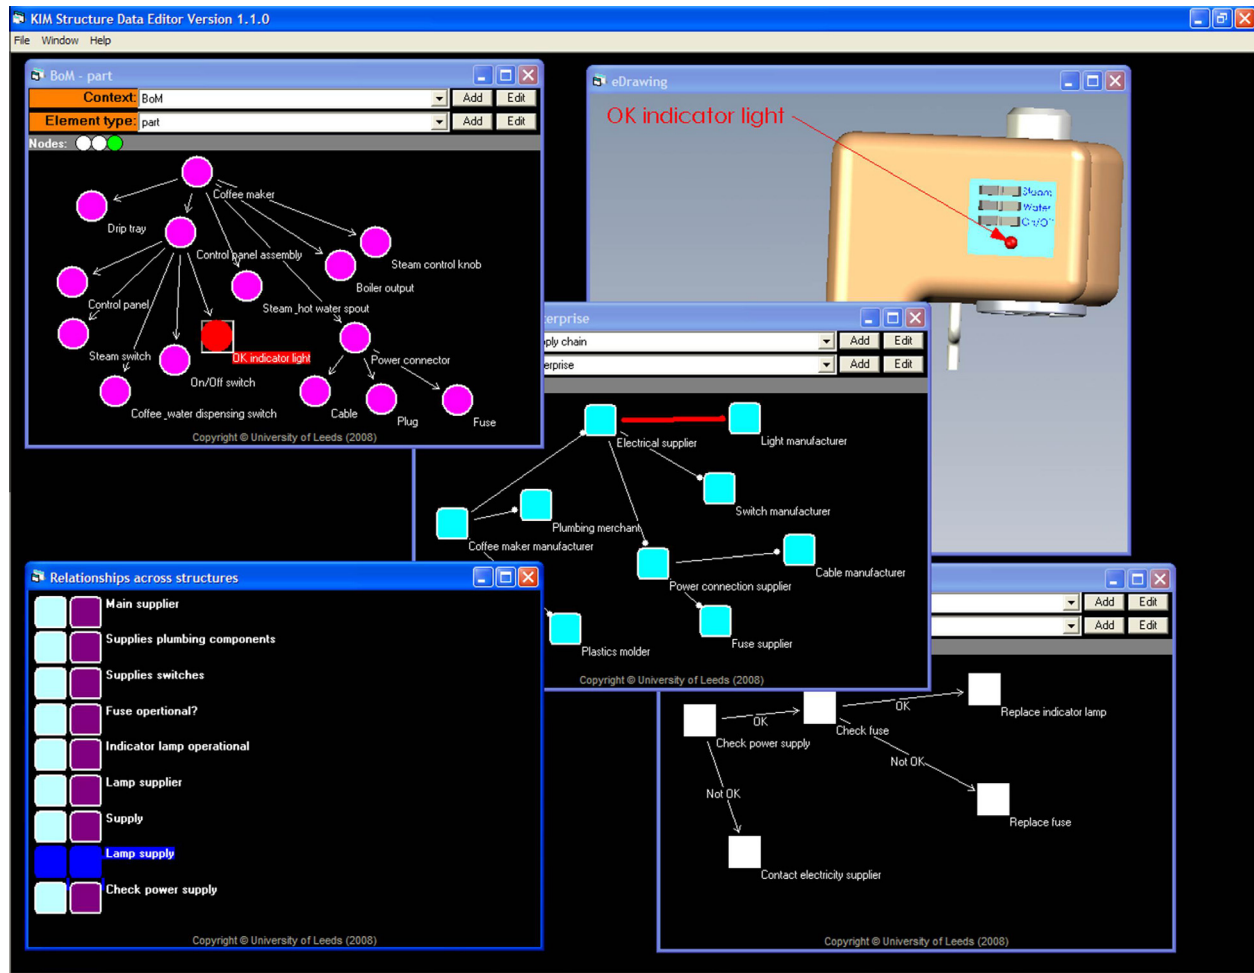 KIM Structure Data Editor Version 1.1.0
File Window Help
BoM - part
Context: BoM Add Edit
Element type: part Add Edit
Nodes:
Coffee maker
Drip tray
Control panel assembly
Steam control knob
Boiler output
Control panel
Steam_hot water spout
Steam switch
OK indicator light
Power connector
On/Off switch
Coffee_water dispensing switch
Cable
Plug
Fuse
Copyright © University of Leeds (2008)
eDrawing
OK indicator light
Steam
Water
On/Off
erprise
ply chain Add Edit
erprise Add Edit
Electrical supplier
Light manufacturer
Switch manufacturer
Plumbing merchant
Coffee maker manufacturer
Cable manufacturer
Power connection supplier
Fuse supplier
Plastics molder
Copyright © University of Leeds (2008)
Relationships across structures
Main supplier
Supplies plumbing components
Supplies switches
Fuse opertional?
Indicator lamp operational
Lamp supplier
Supply
Lamp supply
Check power supply
Copyright © University of Leeds (2008)
Add Edit
Add Edit
OK
Replace indicator lamp
OK
Check fuse
Check power supply
Not OK
Not OK
Replace fuse
Contact electricity supplier
Copyright © University of Leeds (2008)